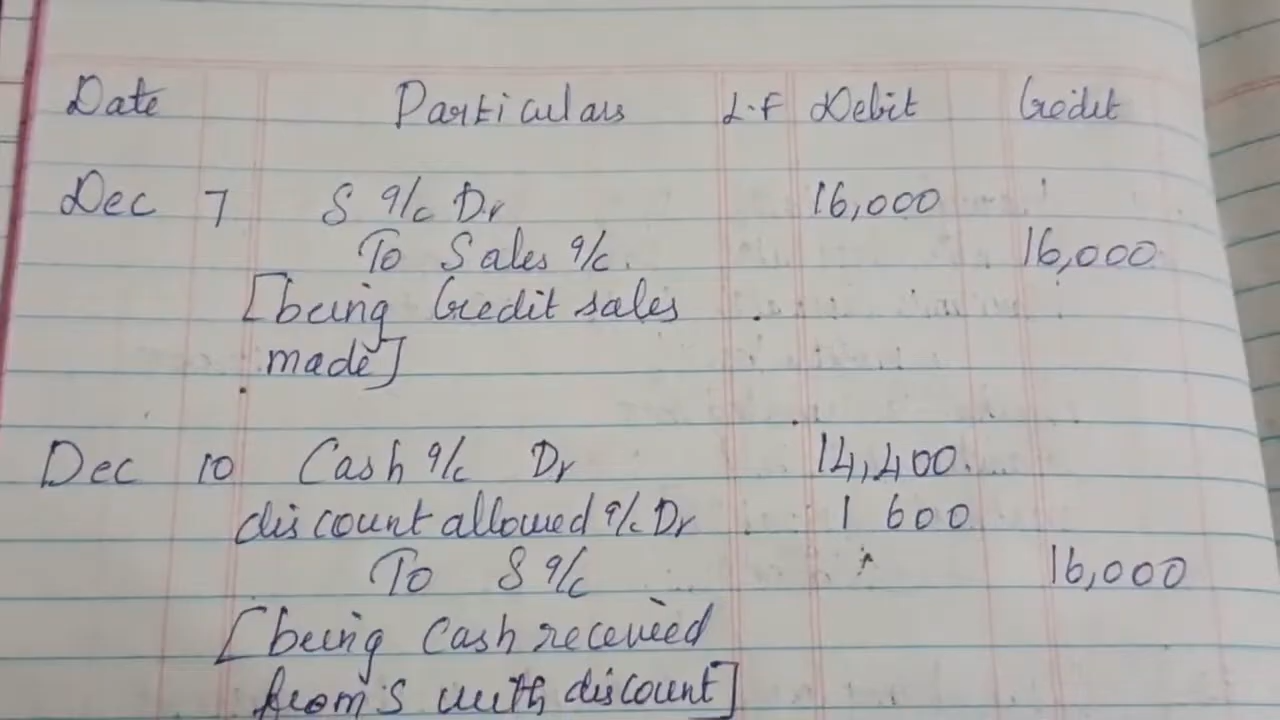 Date Particulars L.F Debit Credit
Dec 7 S a/c Dr 16,000
To Sales a/c. 16,000
[being Credit sales
made]
Dec 10 Cash a/c Dr 14,400.
discount allowed a/c Dr 1 600
To S a/c 16,000
[being Cash received
from S with discount]